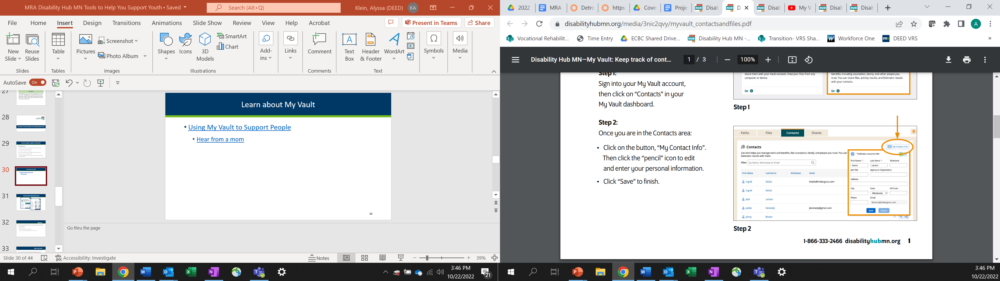 MRA Disability Hub MN Tools to Help You Support Youth • Saved
Search (Alt+Q)
Klein, Alyssa (DEED)
KA
File Home Insert Design Transitions Animations Slide Show Review View Help Acrobat
Present in Teams
Share
New Slide
Reuse Slides
Table
Pictures
Screenshot
Photo Album
Shapes
Icons
3D Models
SmartArt
Chart
Add-ins
Links
Comment
Text Box
Header & Footer
WordArt
Symbols
Media
Slides Tables Images Illustrations Comments Text
AutoSave On
27
28
My Vault: Communication and Collaboration Tool
29
30
Learn about My Vault
31
32
33
Learn about My Vault
• Using My Vault to Support People
• Hear from a mom
30
Go thru the page
Slide 30 of 44
Accessibility: Investigate
Notes
39%
3:46 PM
10/22/2022
21
2022
MRA
Detro
https
Cove
Proje
Disab
D
Disab
My V
Disab
Disab
disabilityhubmn.org/media/3nic2qvy/myvault_contactsandfiles.pdf
A
Vocational Rehabilit...
Time Entry
ECBC Shared Drive...
Disability Hub MN -...
Transition- VRS Sha...
Workforce One
DEED VRS
Disability Hub MN—My Vault: Keep track of cont...
1 / 3
100%
Step 1:
Sign into your My Vault account,
then click on “Contacts” in your
My Vault dashboard.
share them with your Vault contacts. View your files from any
computer or device.
Go
benefits, including counselors, family, and other people you
trust. You can share files, activity results, and Estimator results
with your contacts.
Go
Step 1
Step 2:
Once you are in the Contacts area:
• Click on the button, “My Contact Info”.
Then click the “pencil” icon to edit
and enter your personal information.
• Click “Save” to finish.
Paths Files Contacts Shares
Contacts
My Contact Info
List who helps you manage work and benefits, like counselors, family, and people you trust. You can
Estimator results with them.
Filter: by Name, Nickname or Email
First Name Last Name Nickname Email
Ingrid Noble inoble@indesignco.com
Ingrid Noble
Jack Larson
Jackie Kennedy jkennedy@gmail.com
Jenny Brown
*indicates required info
First Name * Last Name * Nickname
Karen Larson
Job Title Agency or Organization
Address
City State ZIP Code
Minnesota
Phone Email
klarson@indesignco.com
Save Cancel
Step 2
1-866-333-2466 disabilityhubmn.org 1
3:46 PM
10/22/2022